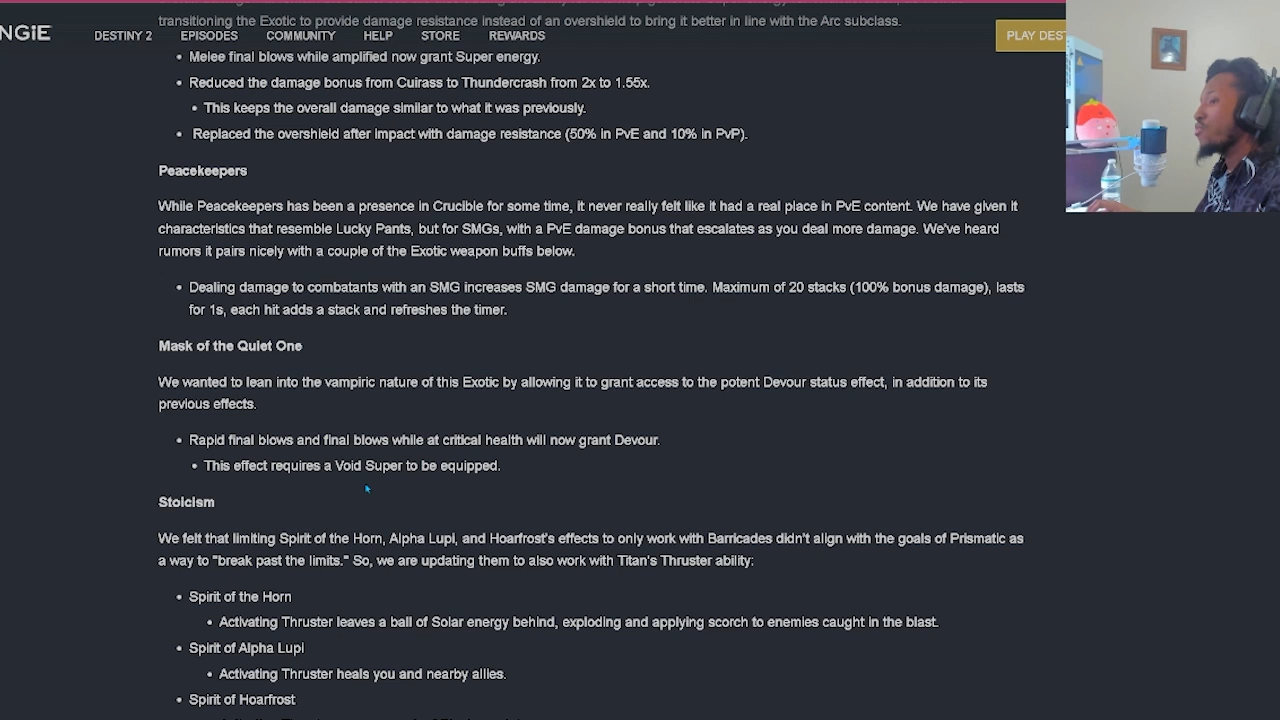 transitioning the Exotic to provide damage resistance instead of an overshield to bring it better in line with the Arc subclass.
NGiE DESTINY 2 EPISODES COMMUNITY HELP STORE REWARDS PLAY DEST
• Melee final blows while amplified now grant Super energy.
• Reduced the damage bonus from Cuirass to Thundercrash from 2x to 1.55x.
• This keeps the overall damage similar to what it was previously.
• Replaced the overshield after impact with damage resistance (50% in PvE and 10% in PvP).
Peacekeepers
While Peacekeepers has been a presence in Crucible for some time, it never really felt like it had a real place in PvE content. We have given it
characteristics that resemble Lucky Pants, but for SMGs, with a PvE damage bonus that escalates as you deal more damage. We've heard
rumors it pairs nicely with a couple of the Exotic weapon buffs below.
• Dealing damage to combatants with an SMG increases SMG damage for a short time. Maximum of 20 stacks (100% bonus damage), lasts
for 1s, each hit adds a stack and refreshes the timer.
Mask of the Quiet One
We wanted to lean into the vampiric nature of this Exotic by allowing it to grant access to the potent Devour status effect, in addition to its
previous effects.
• Rapid final blows and final blows while at critical health will now grant Devour.
• This effect requires a Void Super to be equipped.
Stoicism
We felt that limiting Spirit of the Horn, Alpha Lupi, and Hoarfrost's effects to only work with Barricades didn't align with the goals of Prismatic as
a way to "break past the limits." So, we are updating them to also work with Titan's Thruster ability:
• Spirit of the Horn
• Activating Thruster leaves a ball of Solar energy behind, exploding and applying scorch to enemies caught in the blast.
• Spirit of Alpha Lupi
• Activating Thruster heals you and nearby allies.
• Spirit of Hoarfrost